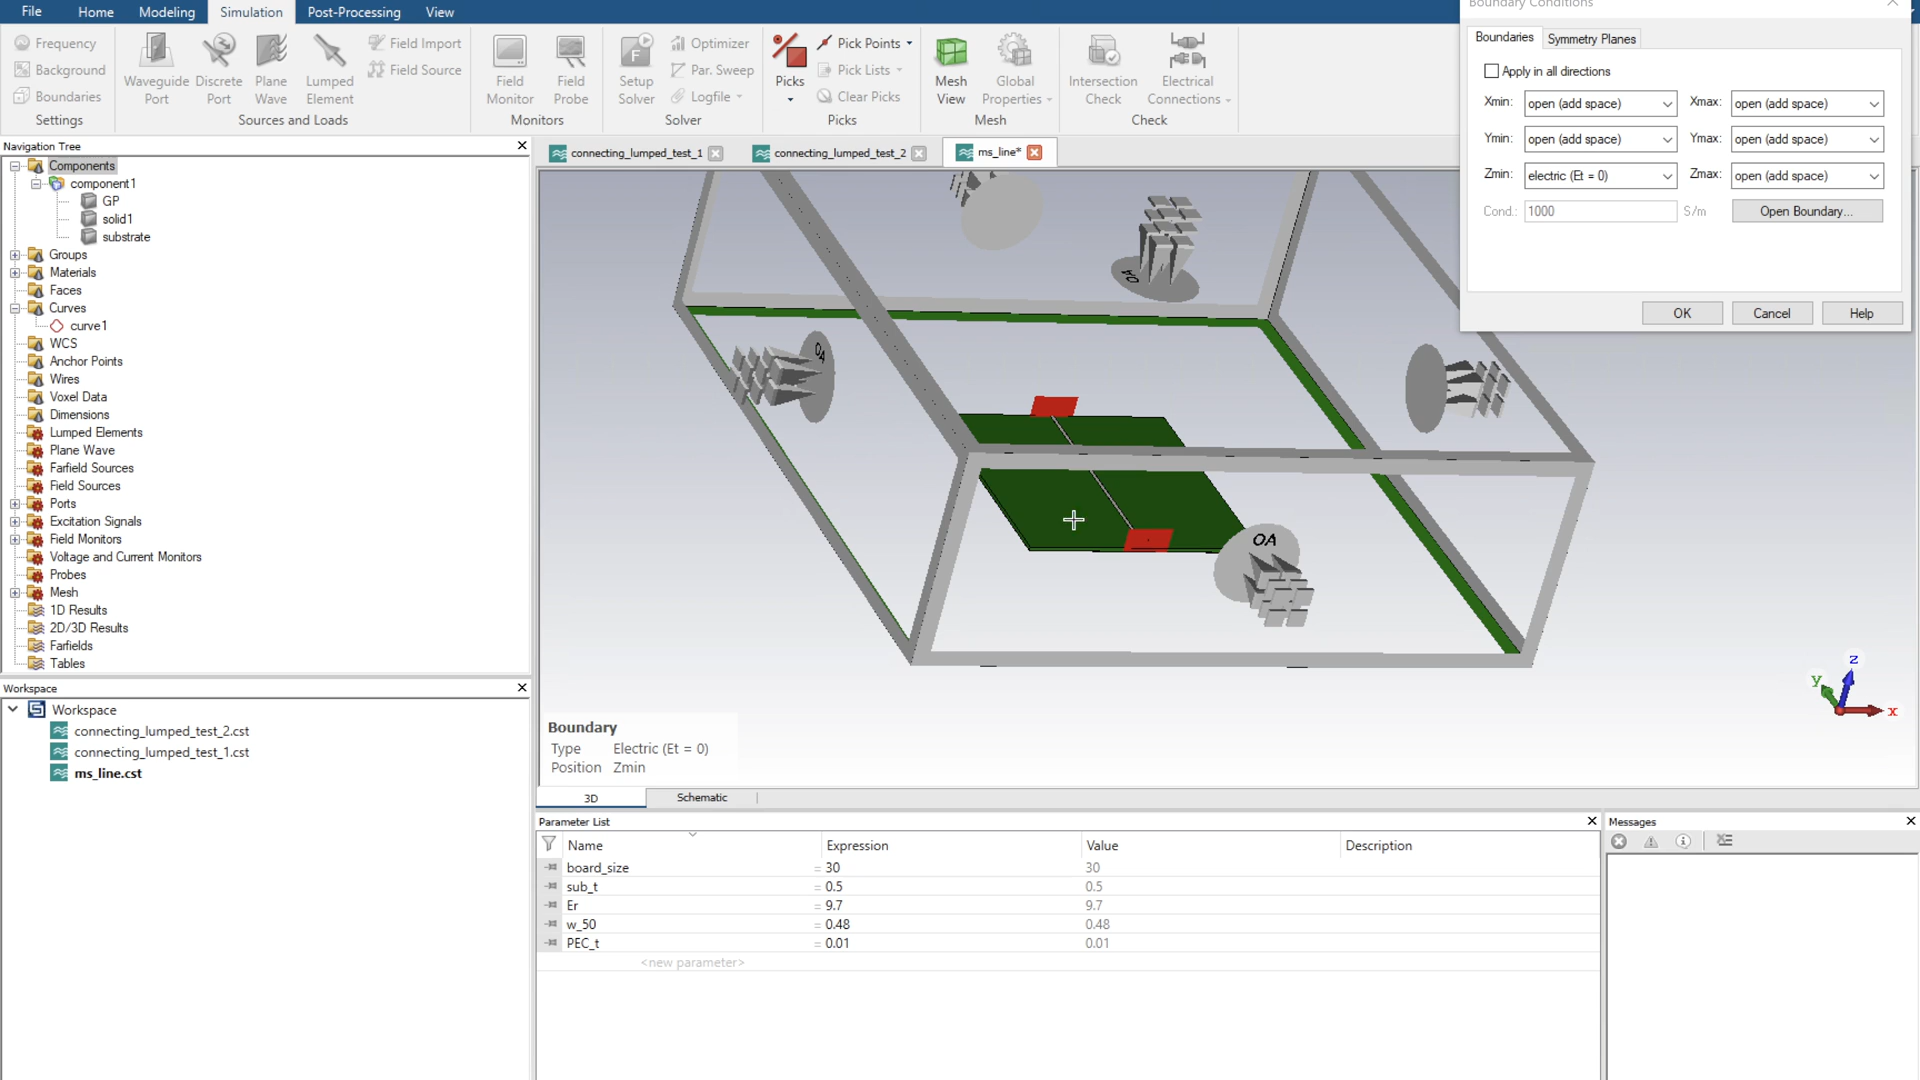 File Home Modeling Simulation Post-Processing View
Frequency
Background
Boundaries
Settings
Waveguide Port
Discrete Port
Plane Wave
Lumped Element
Field Import
Field Source
Sources and Loads
Field Monitor
Field Probe
Monitors
Setup Solver
Optimizer
Par. Sweep
Logfile
Solver
Picks
Pick Points
Pick Lists
Clear Picks
Picks
Mesh View
Global Properties
Mesh
Intersection Check
Electrical Connections
Check
Boundary Conditions
Boundaries Symmetry Planes
Apply in all directions
Xmin: open (add space) Xmax: open (add space)
Ymin: open (add space) Ymax: open (add space)
Zmin: electric (Et = 0) Zmax: open (add space)
Cond.: 1000 S/m Open Boundary...
OK Cancel Help
Navigation Tree
Components
component1
GP
solid1
substrate
Groups
Materials
Faces
Curves
curve1
WCS
Anchor Points
Wires
Voxel Data
Dimensions
Lumped Elements
Plane Wave
Farfield Sources
Field Sources
Ports
Excitation Signals
Field Monitors
Voltage and Current Monitors
Probes
Mesh
1D Results
2D/3D Results
Farfields
Tables
Workspace
Workspace
connecting_lumped_test_2.cst
connecting_lumped_test_1.cst
ms_line.cst
connecting_lumped_test_1 connecting_lumped_test_2 ms_line*
OA
OA
OA
z
y
x
Boundary
Type Electric (Et = 0)
Position Zmin
3D Schematic
Parameter List
Name Expression Value Description
board_size = 30 30
sub_t = 0.5 0.5
Er = 9.7 9.7
w_50 = 0.48 0.48
PEC_t = 0.01 0.01
<new parameter>
Messages